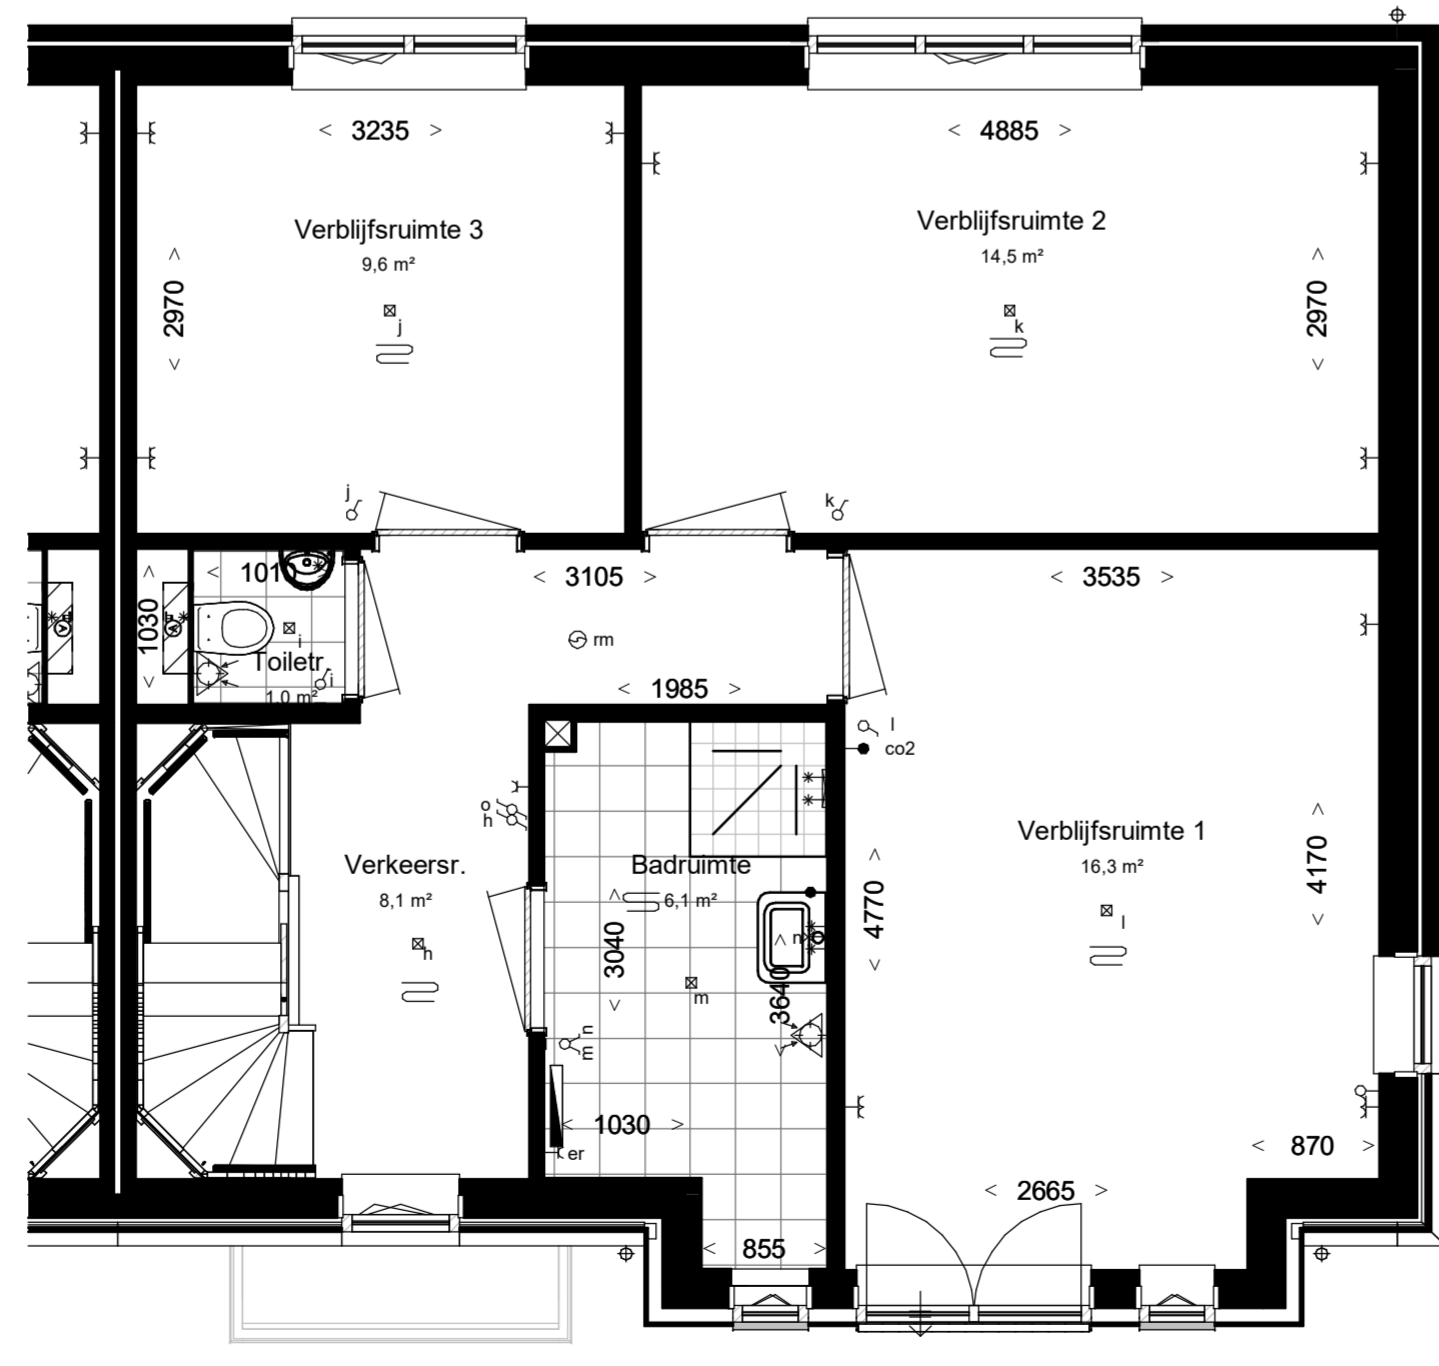 < 3235 >
< 4885 >
Verblijfsruimte 3
9,6 m²
Verblijfsruimte 2
14,5 m²
< 2970 >
< 2970 >
j
k
j
k
< 1010
< 3105 >
< 3535 >
< 1030 >
i
rm
Toiletr.
i
1,0 m²
< 1985 >
l
co2
o
h
Verkeersr.
8,1 m²
Badruimte
6,1 m²
Verblijfsruimte 1
16,3 m²
< 4770 >
< 4170 >
h
< 3040 >
n
< 3640 >
m
l
n
m
< 1030 >
er
< 870 >
< 2665 >
< 855 >